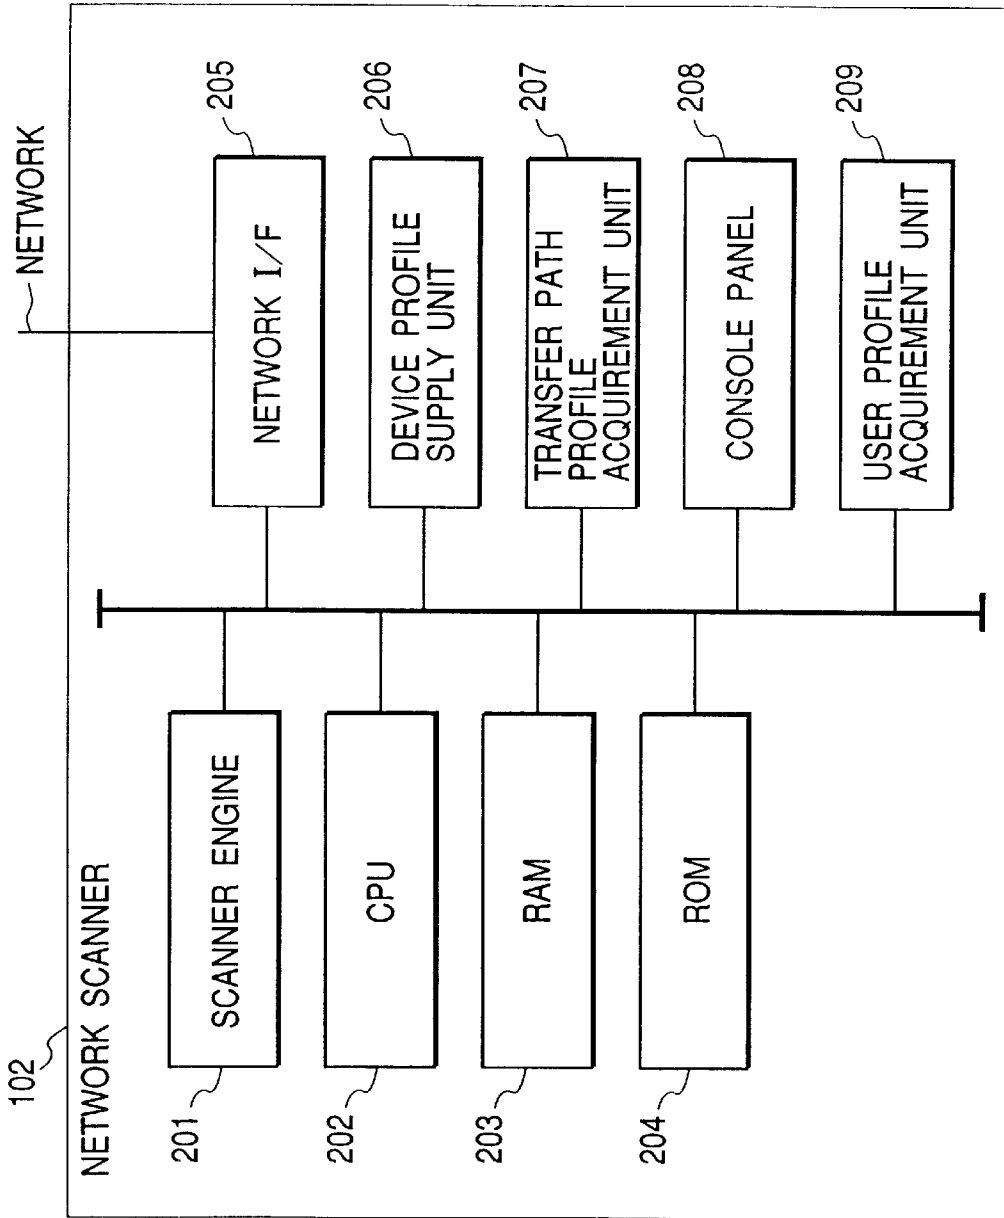 102
NETWORK SCANNER
NETWORK
201
SCANNER ENGINE
202
CPU
203
RAM
204
ROM
205
NETWORK I/F
206
DEVICE PROFILE
SUPPLY UNIT
207
TRANSFER PATH
PROFILE
ACQUIREMENT UNIT
208
CONSOLE PANEL
209
USER PROFILE
ACQUIREMENT UNIT